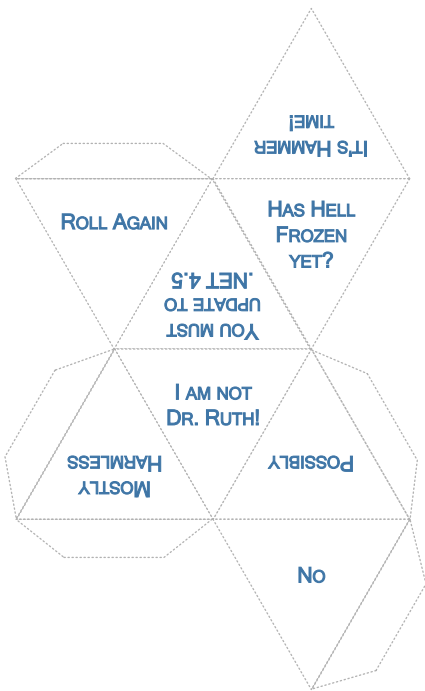 It's Hammer
time!
Roll Again
Has Hell
Frozen
yet?
You must
update to
.NET 4.5
I am not
Dr. Ruth!
Mostly
Harmless
Possibly
No